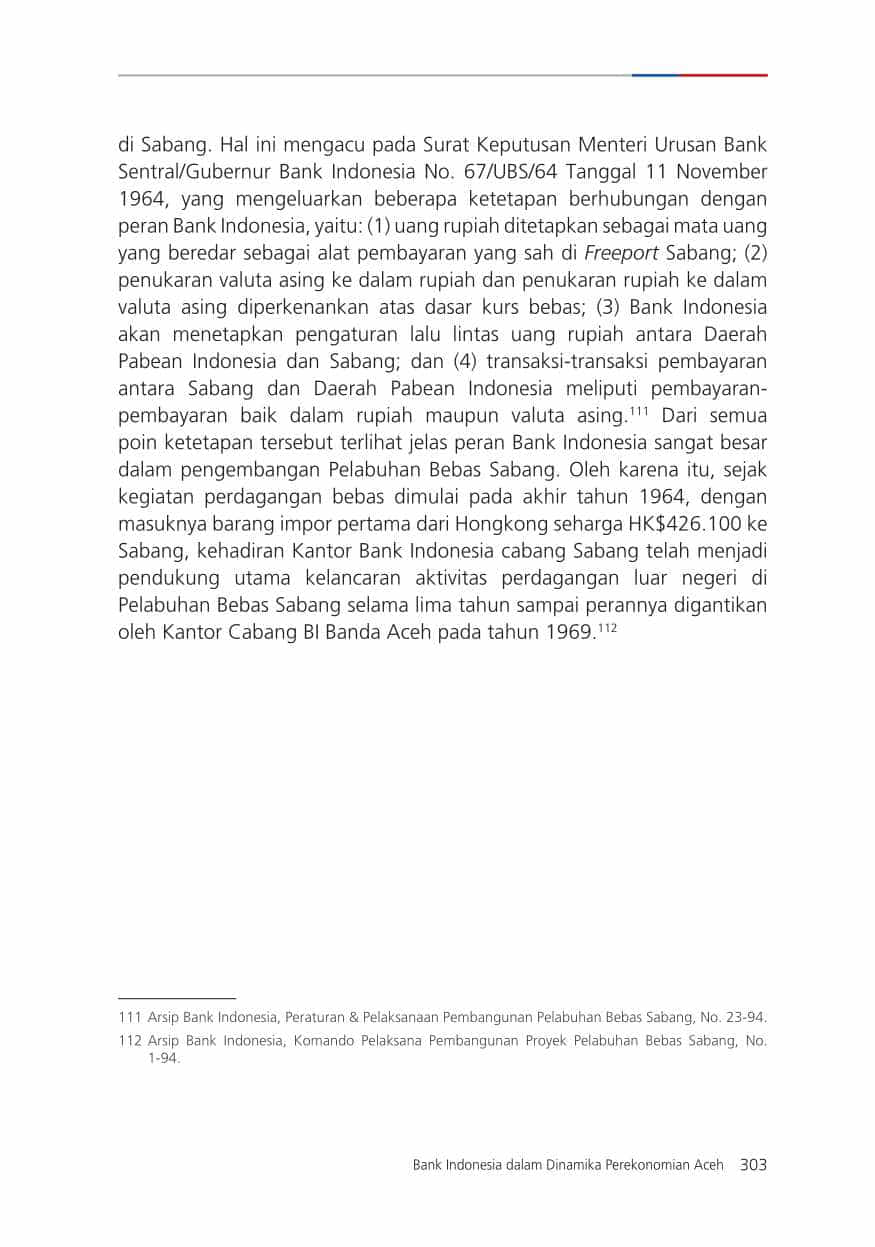 di Sabang. Hal ini mengacu pada Surat Keputusan Menteri Urusan Bank
Sentral/Gubernur Bank Indonesia No. 67/UBS/64 Tanggal 11 November
1964, yang mengeluarkan beberapa ketetapan berhubungan dengan
peran Bank Indonesia, yaitu: (1) uang rupiah ditetapkan sebagai mata uang
yang beredar sebagai alat pembayaran yang sah di Freeport Sabang; (2)
penukaran valuta asing ke dalam rupiah dan penukaran rupiah ke dalam
valuta asing diperkenankan atas dasar kurs bebas; (3) Bank Indonesia
akan menetapkan pengaturan lalu lintas uang rupiah antara Daerah
Pabean Indonesia dan Sabang; dan (4) transaksi-transaksi pembayaran
antara Sabang dan Daerah Pabean Indonesia meliputi pembayaran-
pembayaran baik dalam rupiah maupun valuta asing.111 Dari semua
poin ketetapan tersebut terlihat jelas peran Bank Indonesia sangat besar
dalam pengembangan Pelabuhan Bebas Sabang. Oleh karena itu, sejak
kegiatan perdagangan bebas dimulai pada akhir tahun 1964, dengan
masuknya barang impor pertama dari Hongkong seharga HK$426.100 ke
Sabang, kehadiran Kantor Bank Indonesia cabang Sabang telah menjadi
pendukung utama kelancaran aktivitas perdagangan luar negeri di
Pelabuhan Bebas Sabang selama lima tahun sampai perannya digantikan
oleh Kantor Cabang BI Banda Aceh pada tahun 1969.112
111 Arsip Bank Indonesia, Peraturan & Pelaksanaan Pembangunan Pelabuhan Bebas Sabang, No. 23-94.
112 Arsip Bank Indonesia, Komando Pelaksana Pembangunan Proyek Pelabuhan Bebas Sabang, No.
1-94.
Bank Indonesia dalam Dinamika Perekonomian Aceh 303